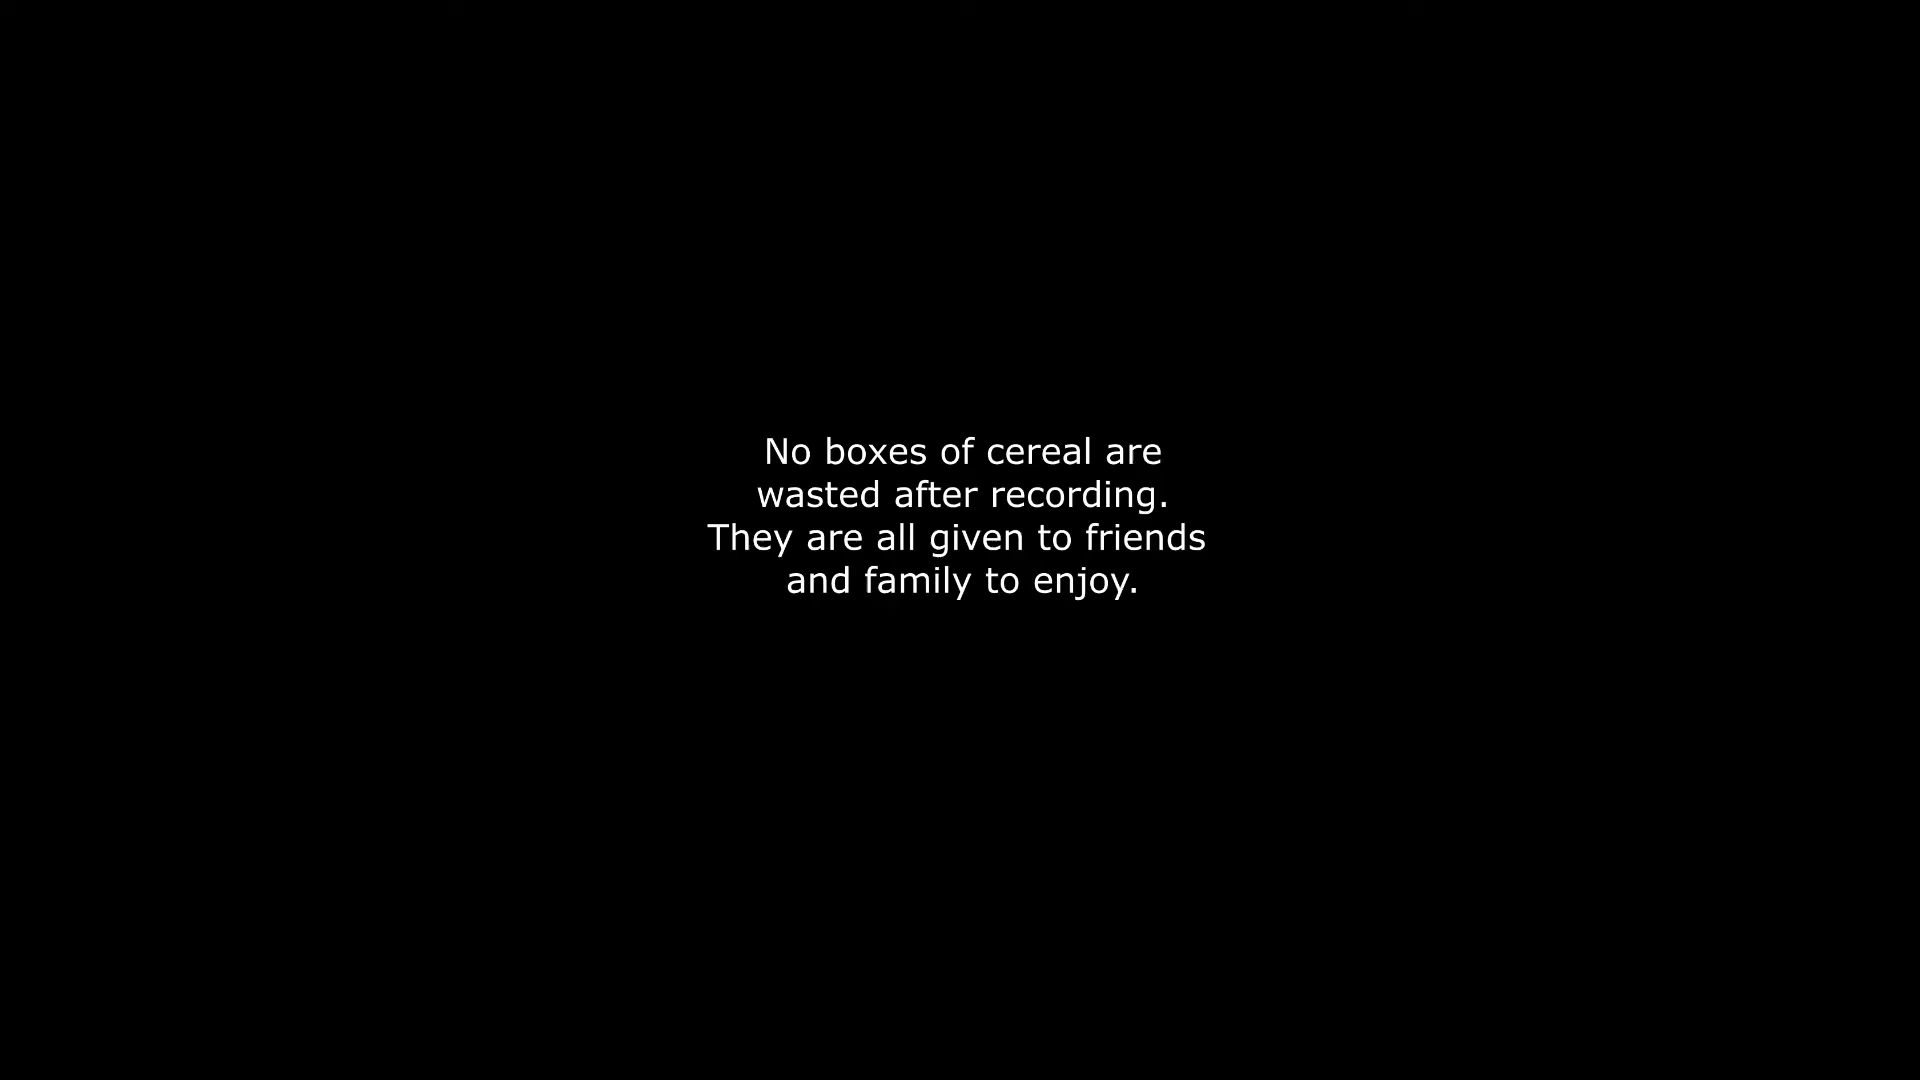 No boxes of cereal are
wasted after recording.
They are all given to friends
and family to enjoy.